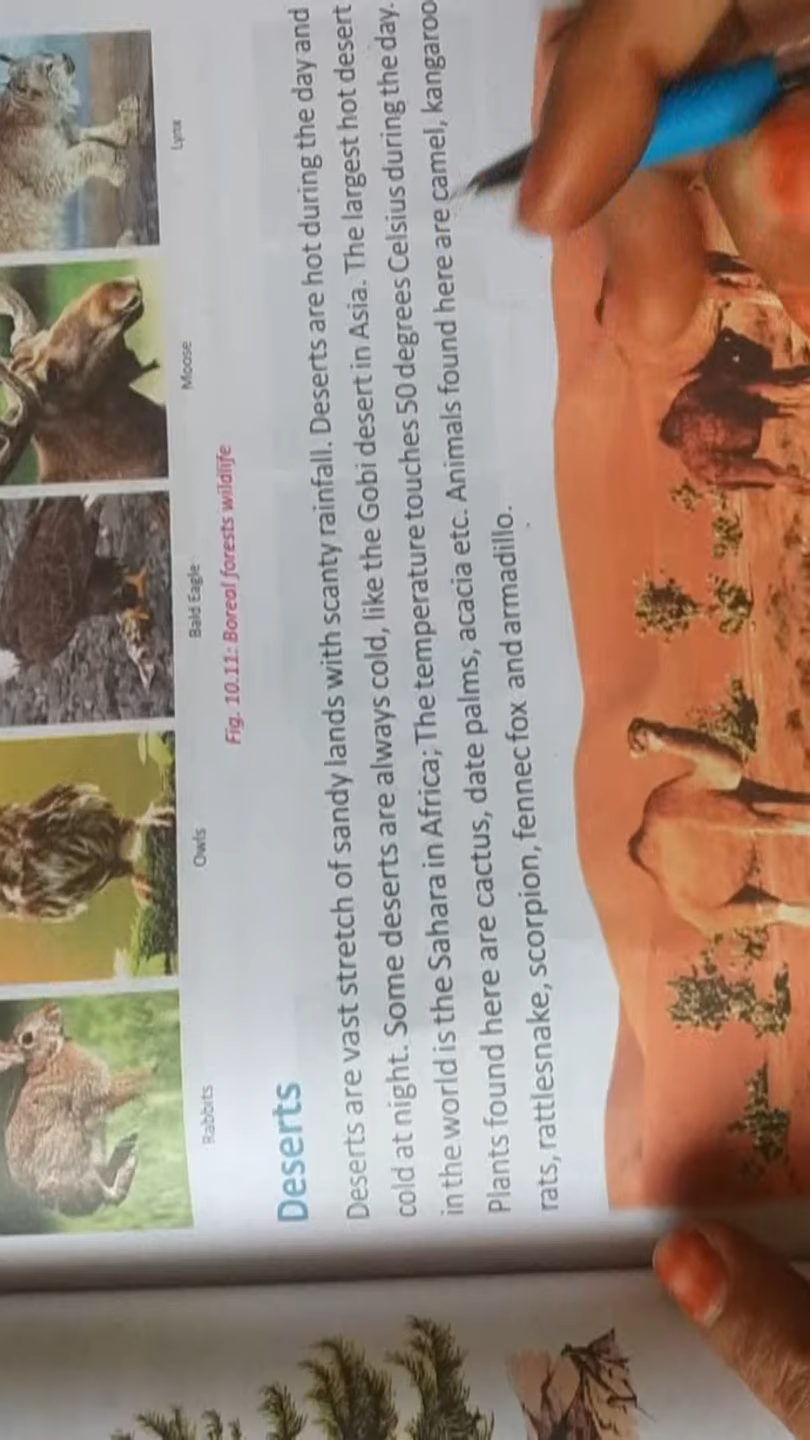 Rabbits
Owls
Bald Eagle
Moose
Lynx
Fig. 10.11: Boreal forests wildlife
Deserts
Deserts are vast stretch of sandy lands with scanty rainfall. Deserts are hot during the day and
cold at night. Some deserts are always cold, like the Gobi desert in Asia. The largest hot desert
in the world is the Sahara in Africa; The temperature touches 50 degrees Celsius during the day.
Plants found here are cactus, date palms, acacia etc. Animals found here are camel, kangaroo
rats, rattlesnake, scorpion, fennec fox and armadillo.